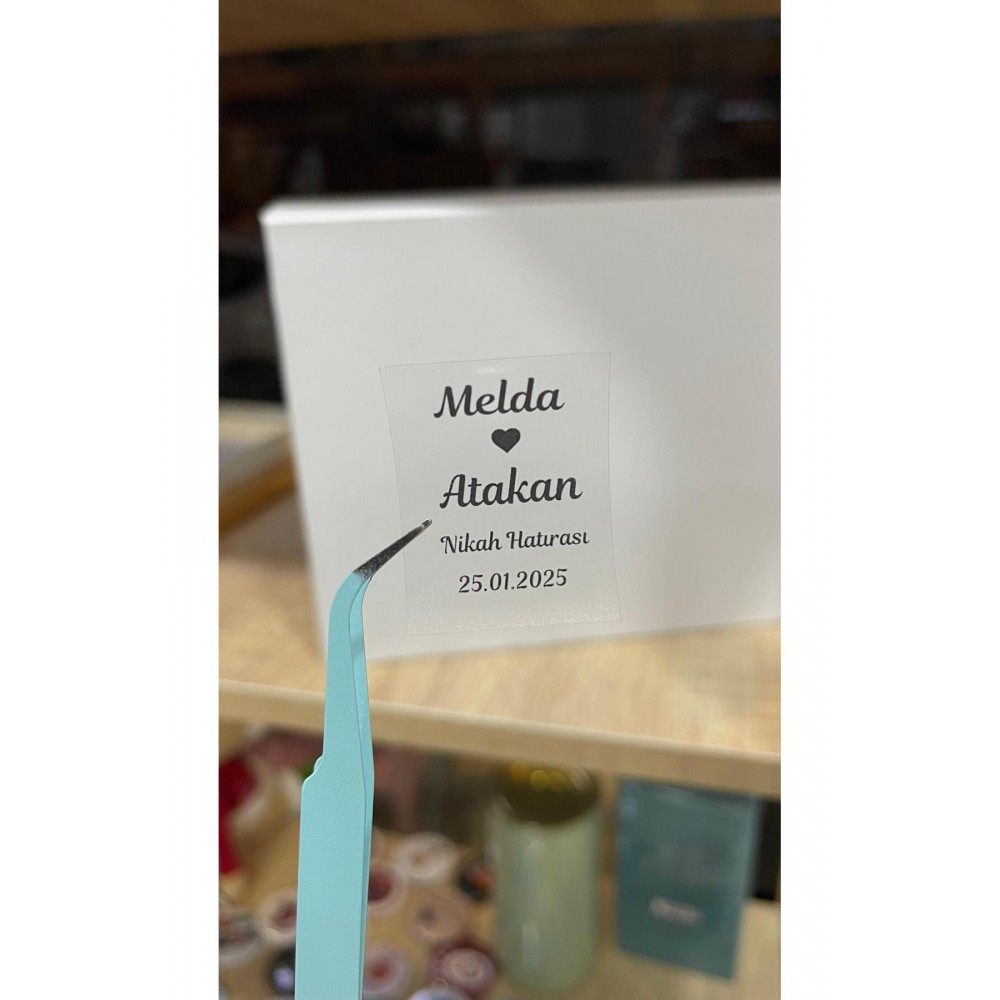 Melda
Atakan
Nikah Hatırası
25.01.2025